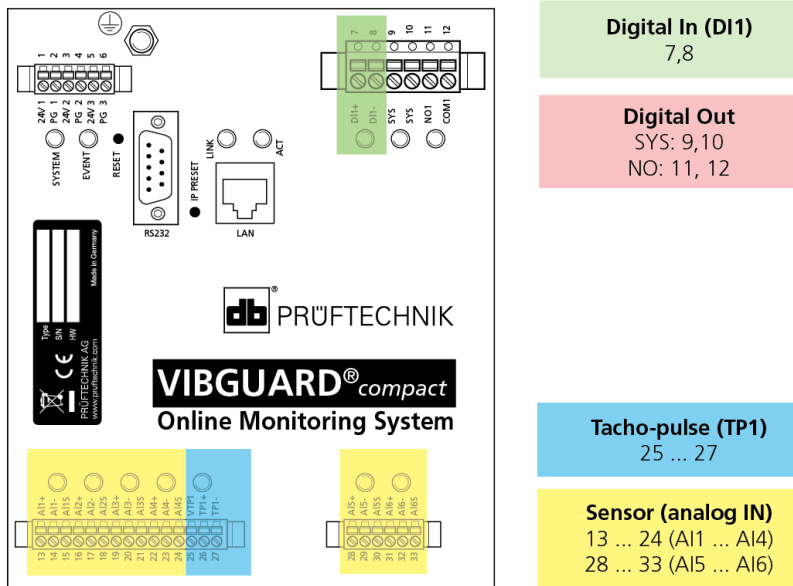 1 2 3 4 5 6
24V 1
PG 1
24V 2
PG 2
24V 3
PG 3
SYSTEM
EVENT
RESET
RS232
IP PRESET
LINK
ACT
LAN
7 8 9 10 11 12
DI1+
DI1-
SYS
SYS
NO1
COM1
Digital In (DI1)
7,8
Digital Out
SYS: 9,10
NO: 11, 12
Made in Germany
Type
S/N
HW
CE
PRÜFTECHNIK AG
www.pruftechnik.com
db® PRÜFTECHNIK
VIBGUARD® compact
Online Monitoring System
AI1+
AI1-
AI1S
AI2+
AI2-
AI2S
AI3+
AI3-
AI3S
AI4+
AI4-
AI4S
VTP1
TP1+
TP1-
13 14 15 16 17 18 19 20 21 22 23 24 25 26 27
AI5+
AI5-
AI5S
AI6+
AI6-
AI6S
28 29 30 31 32 33
Tacho-pulse (TP1)
25 ... 27
Sensor (analog IN)
13 ... 24 (AI1 ... AI4)
28 ... 33 (AI5 ... AI6)